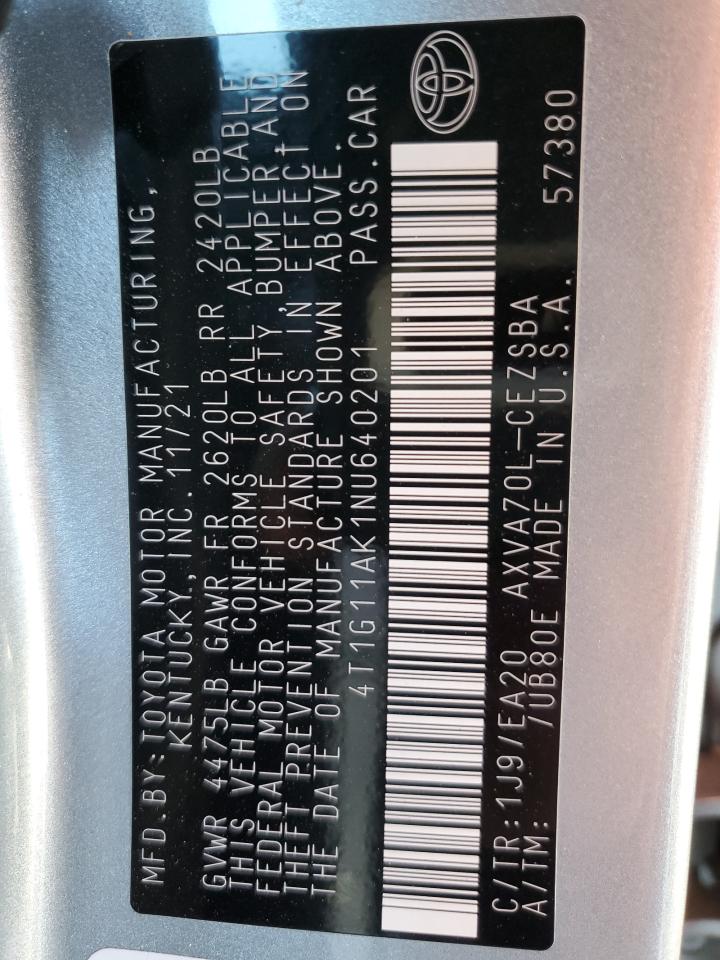 MFD.BY:TOYOTA MOTOR MANUFACTURING,
KENTUCKY, INC. 11/21
GVWR 4475LB GAWR FR 2620LB RR 2420LB
THIS VEHICLE CONFORMS TO ALL APPLICABLE
FEDERAL MOTOR VEHICLE SAFETY, BUMPER AND
THEFT PREVENTION STANDARDS IN EFFECT ON
THE DATE OF MANUFACTURE SHOWN ABOVE.
4T1G11AK1NU640201 PASS.CAR
C/TR:1J9/EA20 AXVA70L-CEZSBA
A/TM: /UB80E MADE IN U.S.A. 57380